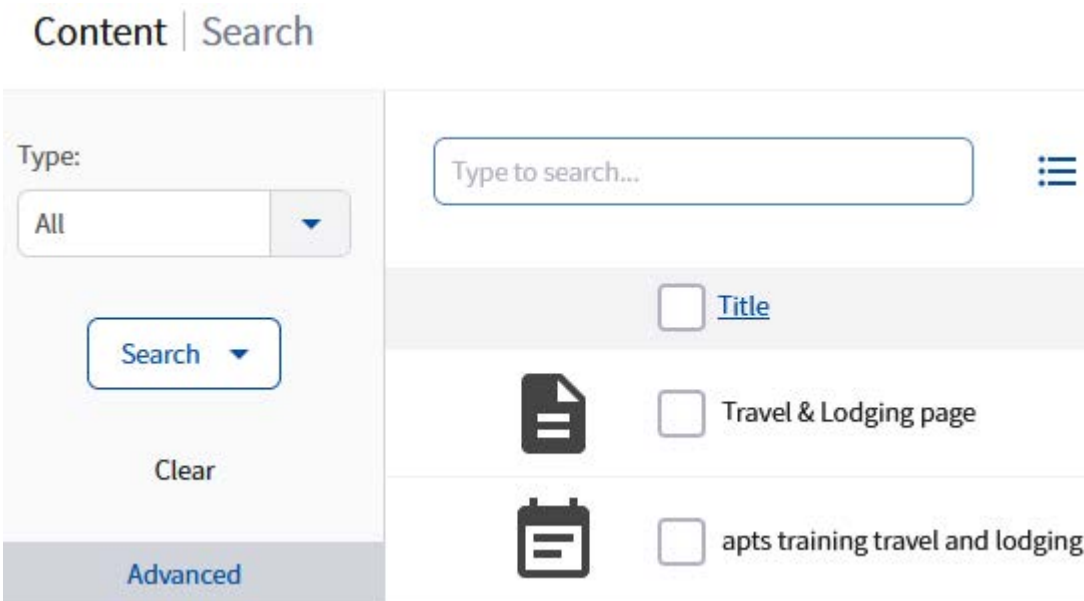 Content | Search
Type:
All
Search
Clear
Advanced
Type to search...
Title
Travel & Lodging page
apts training travel and lodging